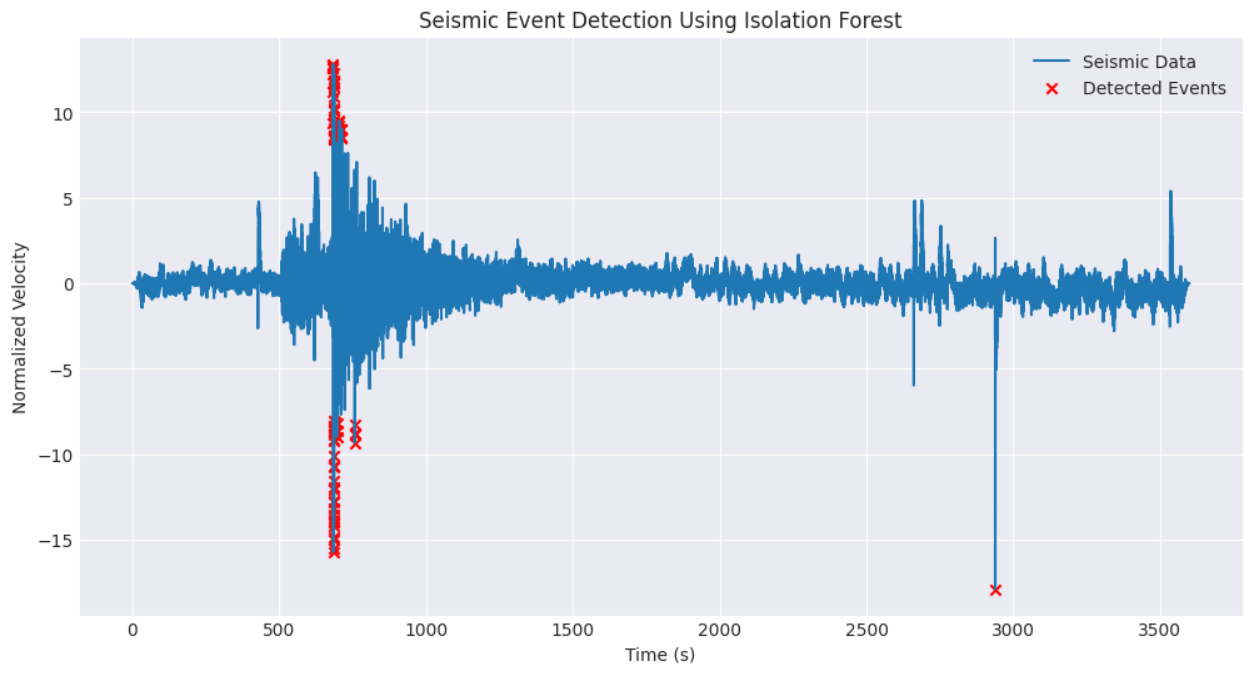 Seismic Event Detection Using Isolation Forest
Seismic Data
Detected Events
Normalized Velocity
10
5
0
−5
−10
−15
0 500 1000 1500 2000 2500 3000 3500
Time (s)